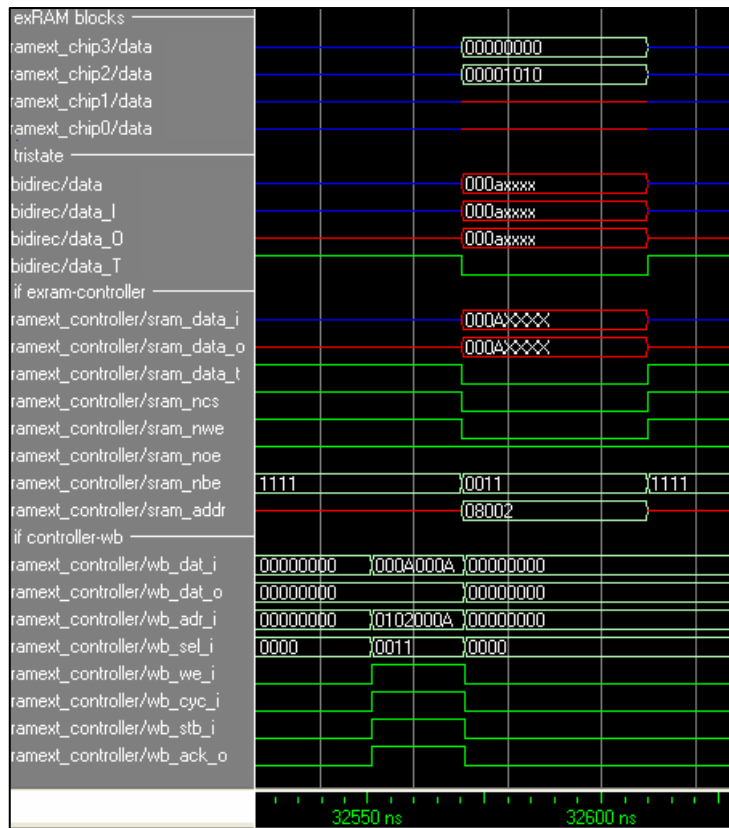 exRAM blocks
ramext_chip3/data 00000000
ramext_chip2/data 00001010
ramext_chip1/data
ramext_chip0/data
tristate
bidirec/data 000axxxx
bidirec/data_I 000axxxx
bidirec/data_O 000axxxx
bidirec/data_T
if exram-controller
ramext_controller/sram_data_i 000AXXXX
ramext_controller/sram_data_o 000AXXXX
ramext_controller/sram_data_t
ramext_controller/sram_ncs
ramext_controller/sram_nwe
ramext_controller/sram_noe
ramext_controller/sram_nbe 1111 0011 1111
ramext_controller/sram_addr 08002
if controller-wb
ramext_controller/wb_dat_i 00000000 000A000A 00000000
ramext_controller/wb_dat_o 00000000 00000000
ramext_controller/wb_adr_i 00000000 0102000A 00000000
ramext_controller/wb_sel_i 0000 0011 0000
ramext_controller/wb_we_i
ramext_controller/wb_cyc_i
ramext_controller/wb_stb_i
ramext_controller/wb_ack_o
32550 ns 32600 ns